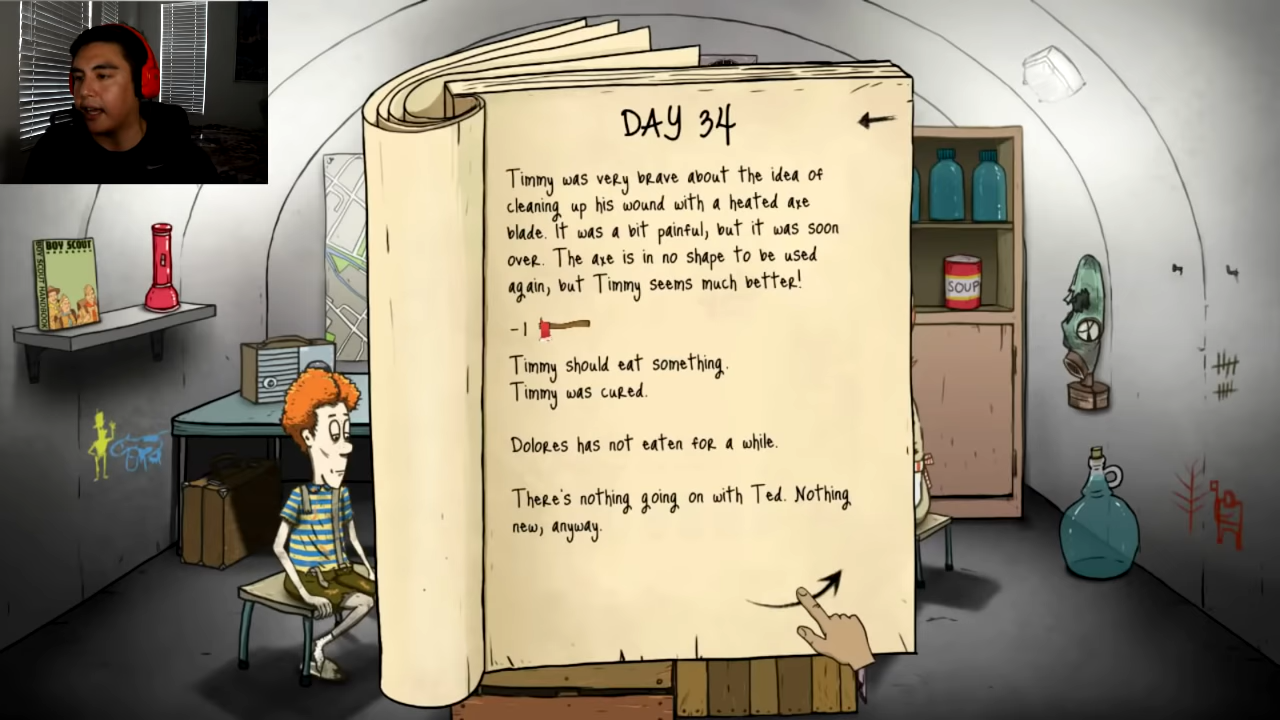 DAY 34
Timmy was very brave about the idea of
cleaning up his wound with a heated axe
blade. It was a bit painful, but it was soon
over. The axe is in no shape to be used
again, but Timmy seems much better!
-1
Timmy should eat something.
Timmy was cured.
Dolores has not eaten for a while.
There's nothing going on with Ted. Nothing
new, anyway.
BOY SCOUT
BOY SCOUT HANDBOOK
SOUP